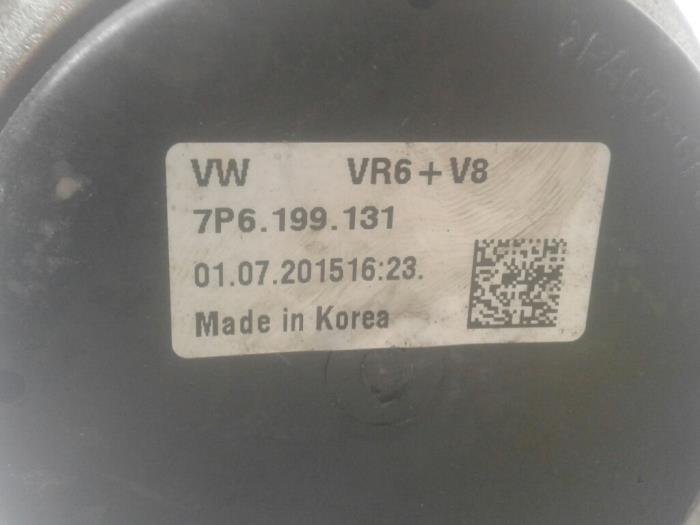 VW VR6+V8
7P6.199.131
01.07.201516:23.
Made in Korea